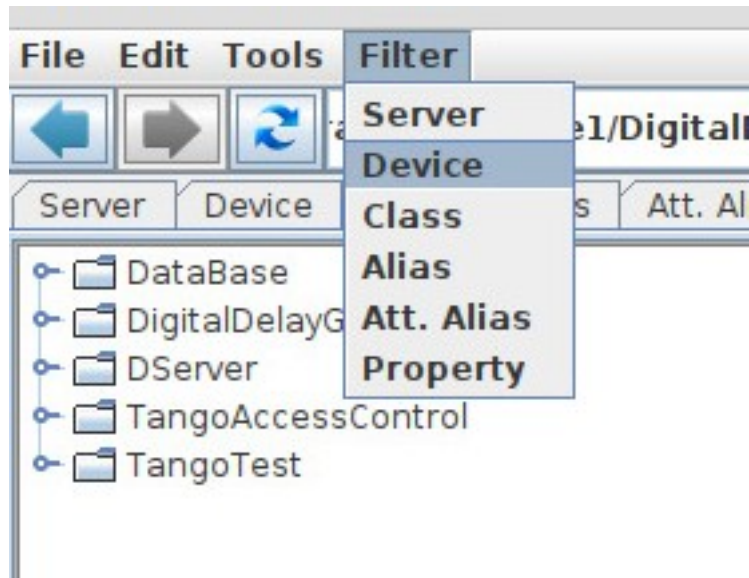 File Edit Tools Filter
Server
Device
Class
Alias
Att. Alias
Property
Server Device Att. Al
DataBase
DigitalDelayG
DServer
TangoAccessControl
TangoTest